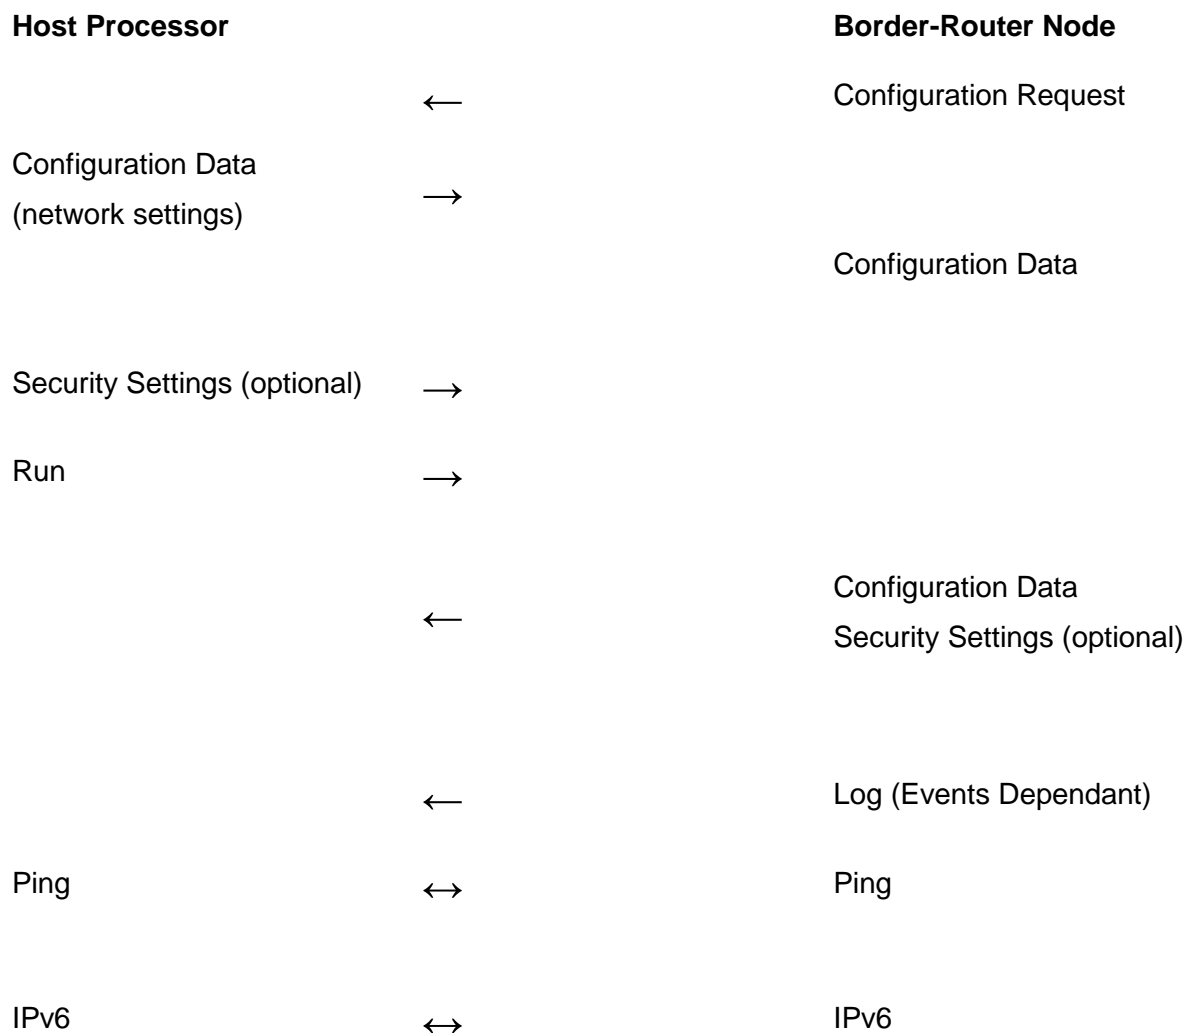 Host Processor Border-Router Node
← Configuration Request
Configuration Data
(network settings) →
Configuration Data
Security Settings (optional) →
Run →
Configuration Data
←
Security Settings (optional)
← Log (Events Dependant)
Ping ↔ Ping
IPv6 ↔ IPv6